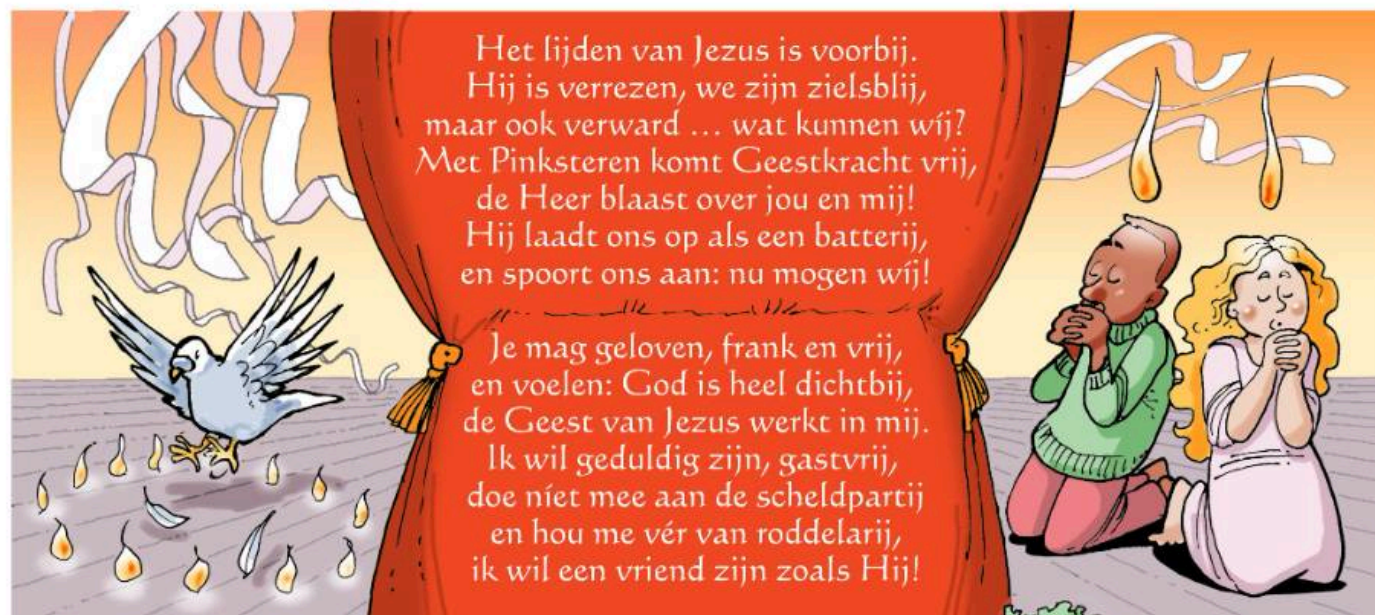 Het lijden van Jezus is voorbij.
Hij is verrezen, we zijn zielsblij,
maar ook verward ... wat kunnen wíj?
Met Pinksteren komt Geestkracht vrij,
de Heer blaast over jou en mij!
Hij laadt ons op als een batterij,
en spoort ons aan: nu mogen wíj!
Je mag geloven, frank en vrij,
en voelen: God is heel dichtbij,
de Geest van Jezus werkt in mij.
Ik wil geduldig zijn, gastvrij,
doe níet mee aan de scheldpartij
en hou me vér van roddelarij,
ik wil een vriend zijn zoals Hij!